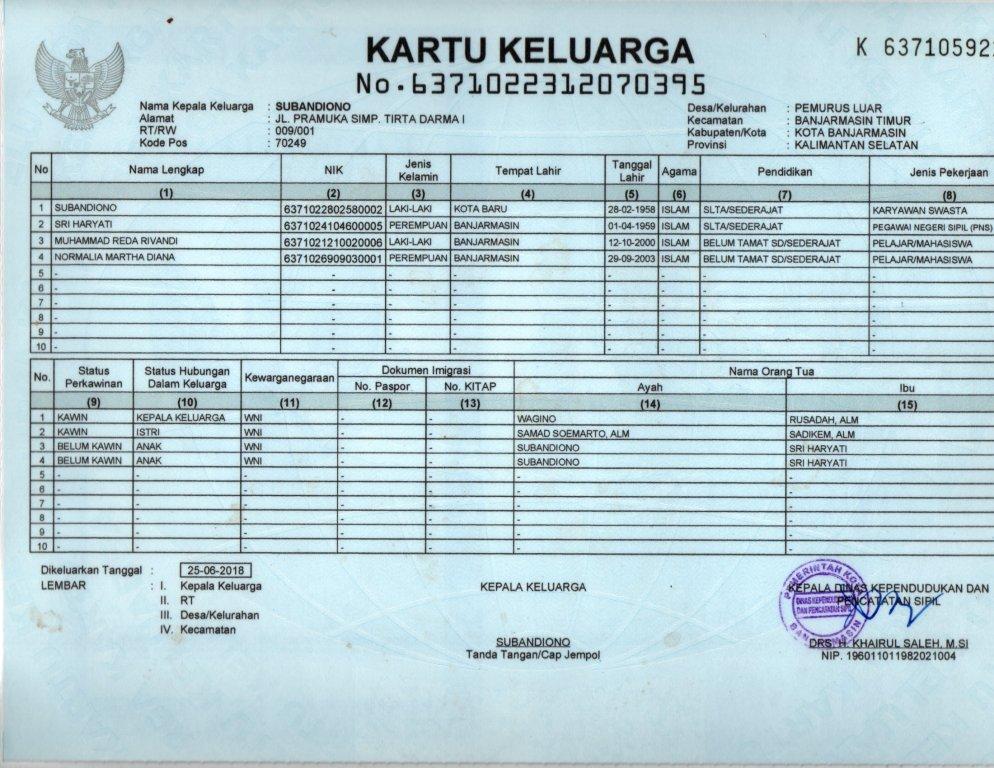 KARTU KELUARGA
K 63710592
No.6371022312070395
Nama Kepala Keluarga : SUBANDIONO
Alamat : JL. PRAMUKA SIMP. TIRTA DARMA I
RT/RW : 009/001
Kode Pos : 70249
Desa/Kelurahan : PEMURUS LUAR
Kecamatan : BANJARMASIN TIMUR
Kabupaten/Kota : KOTA BANJARMASIN
Provinsi : KALIMANTAN SELATAN
No Nama Lengkap NIK Jenis Kelamin Tempat Lahir Tanggal Lahir Agama Pendidikan Jenis Pekerjaan
(1) (2) (3) (4) (5) (6) (7) (8)
1 SUBANDIONO 6371022802580002 LAKI-LAKI KOTA BARU 28-02-1958 ISLAM SLTA/SEDERAJAT KARYAWAN SWASTA
2 SRI HARYATI 6371024104600005 PEREMPUAN BANJARMASIN 01-04-1959 ISLAM SLTA/SEDERAJAT PEGAWAI NEGERI SIPIL (PNS)
3 MUHAMMAD REDA RIVANDI 6371021210020006 LAKI-LAKI BANJARMASIN 12-10-2000 ISLAM BELUM TAMAT SD/SEDERAJAT PELAJAR/MAHASISWA
4 NORMALIA MARTHA DIANA 6371026909030001 PEREMPUAN BANJARMASIN 29-09-2003 ISLAM BELUM TAMAT SD/SEDERAJAT PELAJAR/MAHASISWA
5 - - - - - - - -
6 - - - - - - - -
7 - - - - - - - -
8 - - - - - - - -
9 - - - - - - - -
10 - - - - - - - -
No. Status Perkawinan Status Hubungan Dalam Keluarga Kewarganegaraan Dokumen Imigrasi Nama Orang Tua
No. Paspor No. KITAP Ayah Ibu
(9) (10) (11) (12) (13) (14) (15)
1 KAWIN KEPALA KELUARGA WNI - - WAGINO RUSADAH, ALM
2 KAWIN ISTRI WNI - - SAMAD SOEMARTO, ALM SADIKEM, ALM
3 BELUM KAWIN ANAK WNI - - SUBANDIONO SRI HARYATI
4 BELUM KAWIN ANAK WNI - - SUBANDIONO SRI HARYATI
5 - - - - - - -
6 - - - - - - -
7 - - - - - - -
8 - - - - - - -
9 - - - - - - -
10 - - - - - - -
Dikeluarkan Tanggal : 25-06-2018
LEMBAR : I. Kepala Keluarga
II. RT
III. Desa/Kelurahan
IV. Kecamatan
KEPALA KELUARGA
SUBANDIONO
Tanda Tangan/Cap Jempol
KEPALA DINAS KEPENDUDUKAN DAN
PENCATATAN SIPIL
PEMERINTAH KOTA
DINAS KEPENDUDUKAN
DAN PENCATATAN SIPIL
BANJARMASIN
DRS. H. KHAIRUL SALEH, M.SI
NIP. 196011011982021004